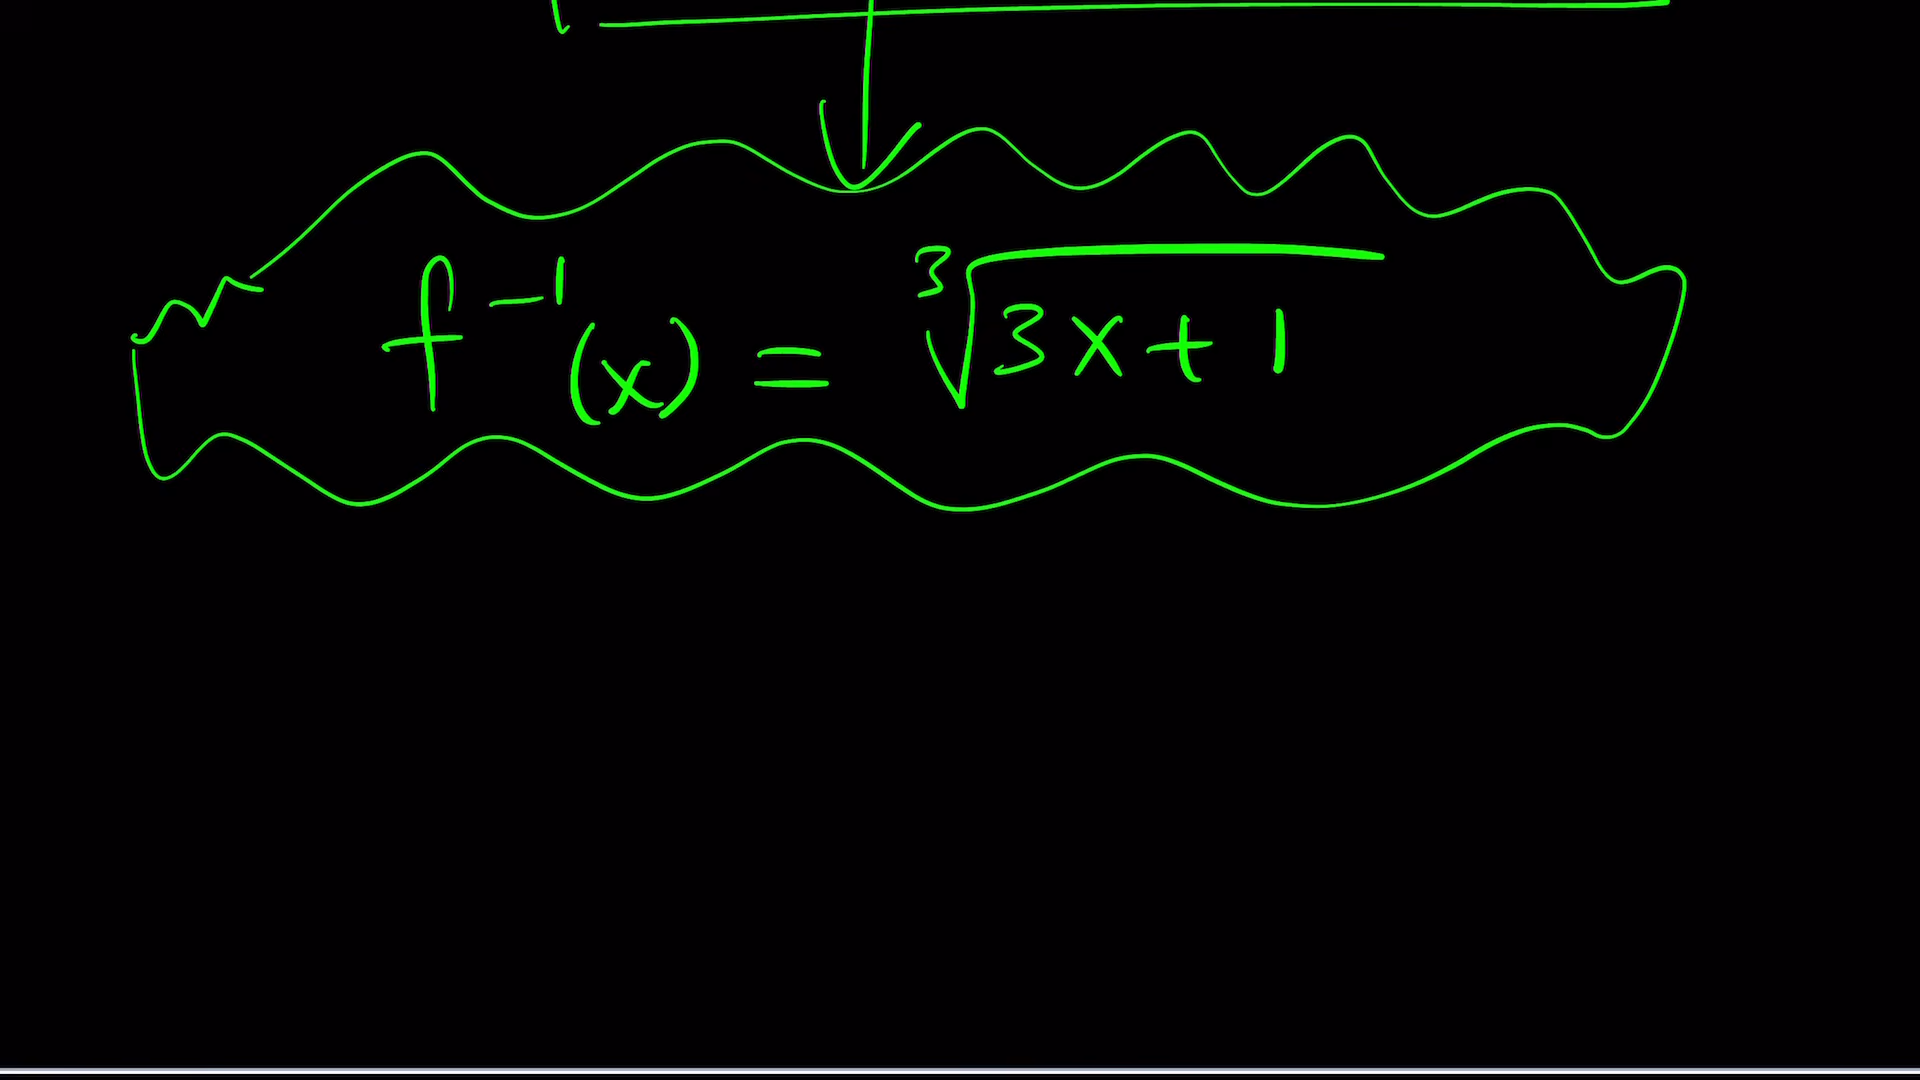 f⁻¹(x) = ∛(3x+1)